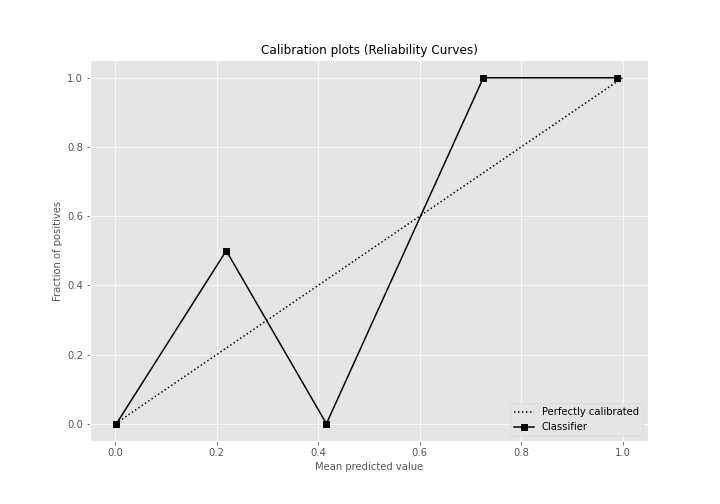 Calibration plots (Reliability Curves)
Fraction of positives
1.0
0.8
0.6
0.4
0.2
0.0
0.0 0.2 0.4 0.6 0.8 1.0
Mean predicted value
Perfectly calibrated
Classifier